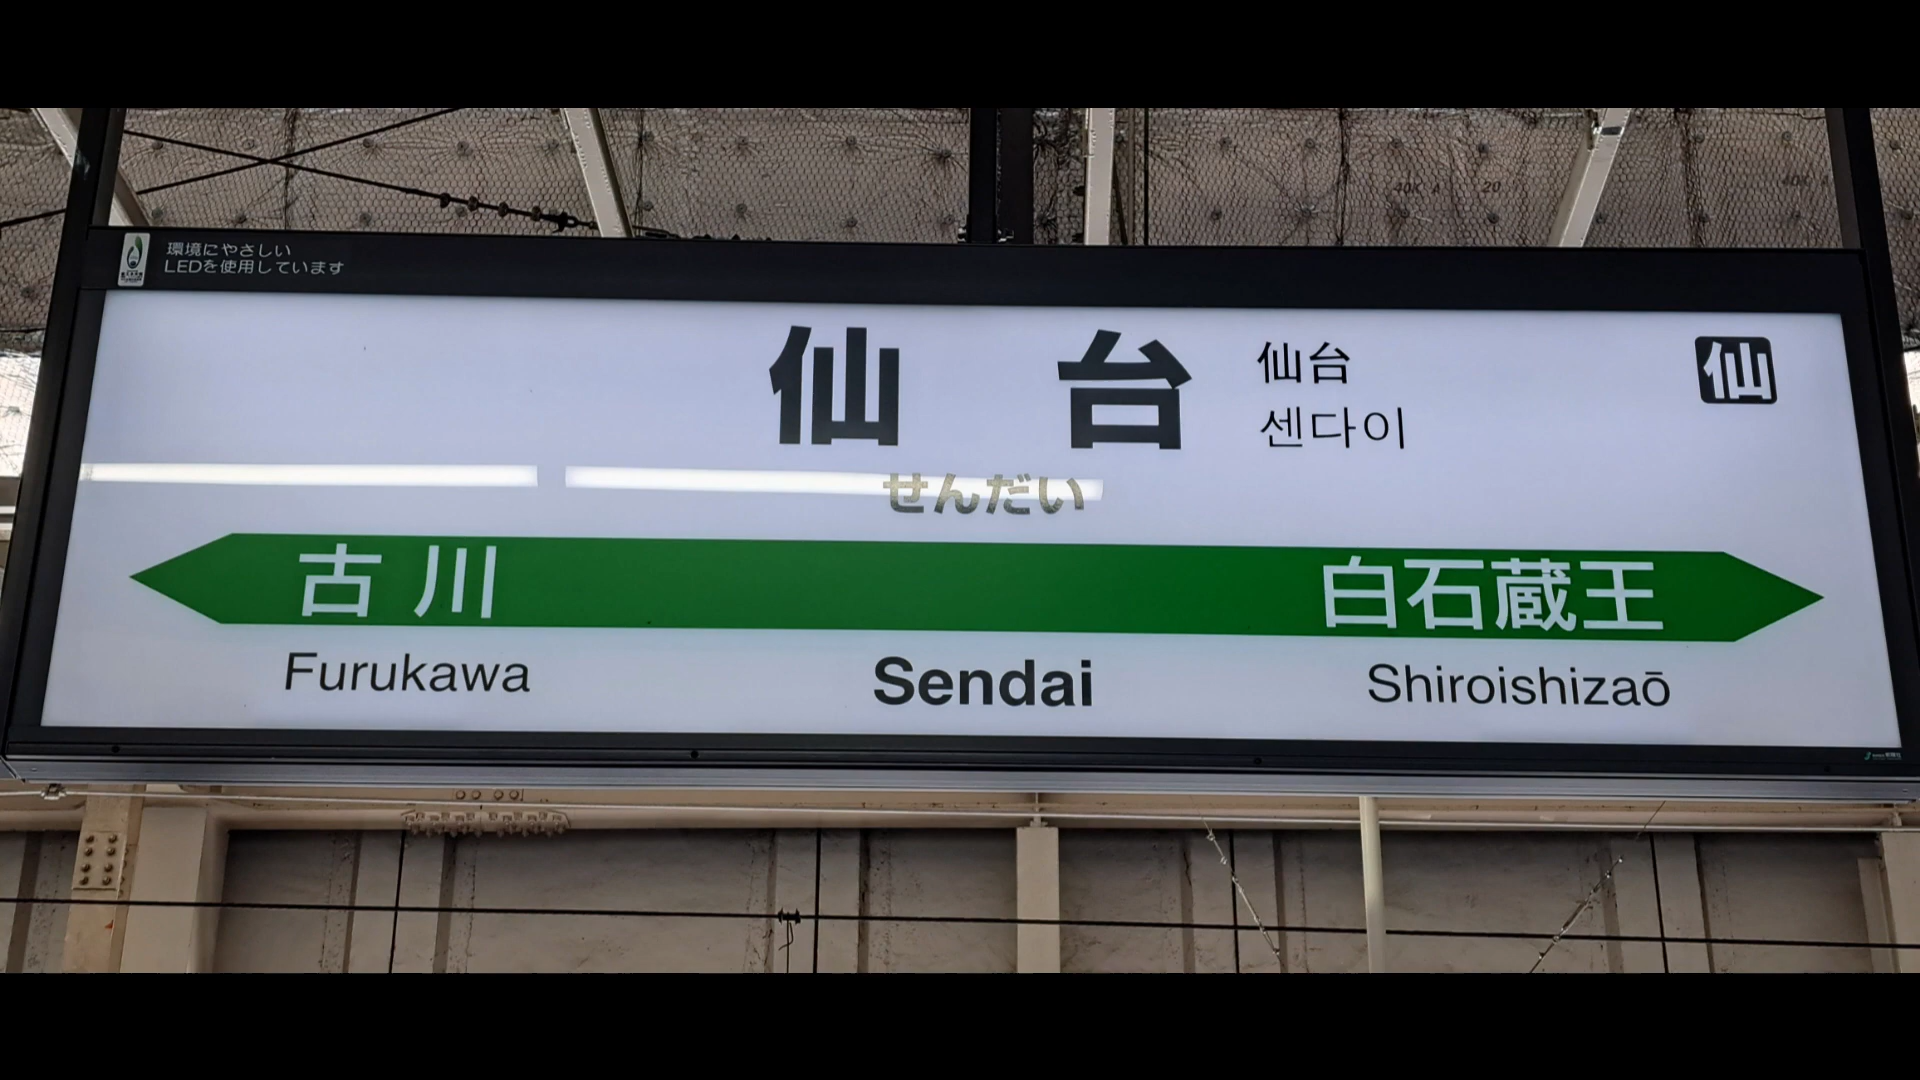 環境にやさしい
LEDを使用しています
仙台
仙台
센다이
仙
せんだい
古川
白石蔵王
Furukawa
Sendai
Shiroishizaō